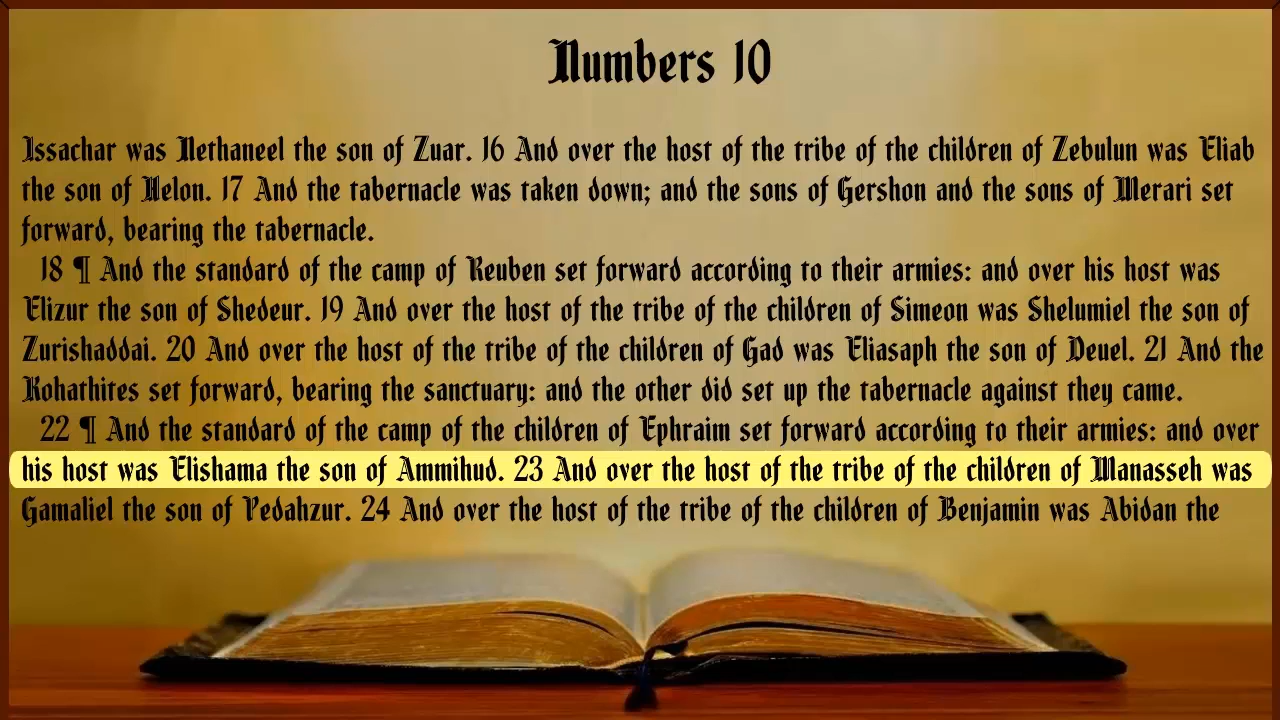 Numbers 10
Issachar was Nethaneel the son of Zuar. 16 And over the host of the tribe of the children of Zebulun was Eliab
the son of Helon. 17 And the tabernacle was taken down; and the sons of Gershon and the sons of Merari set
forward, bearing the tabernacle.
18 ¶ And the standard of the camp of Reuben set forward according to their armies: and over his host was
Elizur the son of Shedeur. 19 And over the host of the tribe of the children of Simeon was Shelumiel the son of
Zurishaddai. 20 And over the host of the tribe of the children of Gad was Eliasaph the son of Deuel. 21 And the
Kohathites set forward, bearing the sanctuary: and the other did set up the tabernacle against they came.
22 ¶ And the standard of the camp of the children of Ephraim set forward according to their armies: and over
his host was Elishama the son of Ammihud. 23 And over the host of the tribe of the children of Manasseh was
Gamaliel the son of Pedahzur. 24 And over the host of the tribe of the children of Benjamin was Abidan the